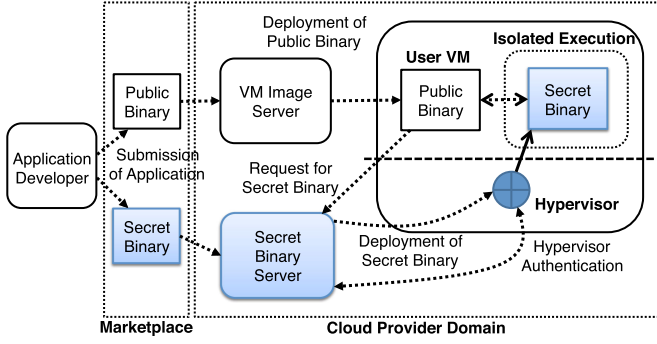 Deployment of
Public Binary
Isolated Execution
User VM
Public
Binary
VM Image
Server
Public
Binary
Secret
Binary
Application
Developer
Submission
of Application
Request for
Secret Binary
Secret
Binary
Secret
Binary
Server
Hypervisor
Deployment of
Secret Binary
Hypervisor
Authentication
Marketplace
Cloud Provider Domain